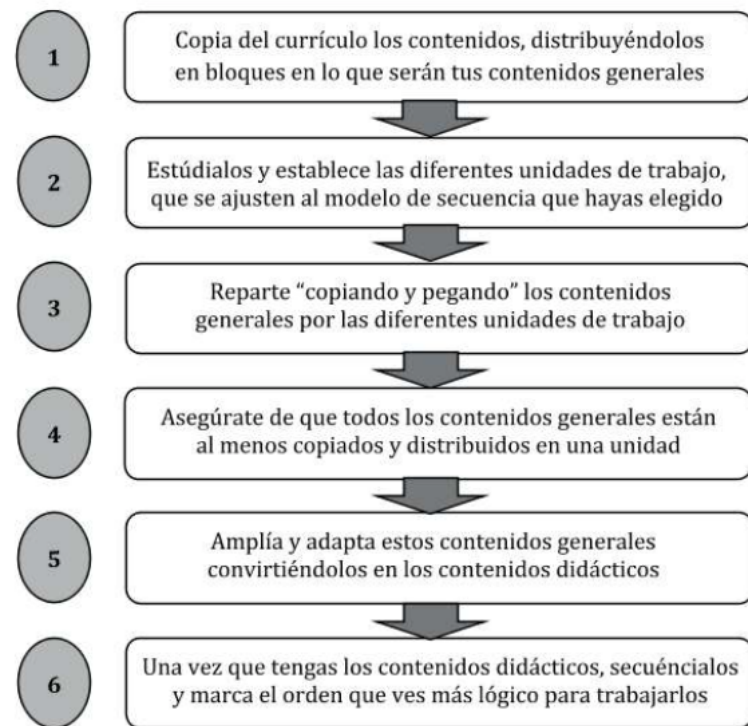 1
Copia del currículo los contenidos, distribuyéndolos
en bloques en lo que serán tus contenidos generales
2
Estúdialos y establece las diferentes unidades de trabajo,
que se ajusten al modelo de secuencia que hayas elegido
3
Reparte “copiando y pegando” los contenidos
generales por las diferentes unidades de trabajo
4
Asegúrate de que todos los contenidos generales están
al menos copiados y distribuidos en una unidad
5
Amplía y adapta estos contenidos generales
convirtiéndolos en los contenidos didácticos
6
Una vez que tengas los contenidos didácticos, secuéncialos
y marca el orden que ves más lógico para trabajarlos